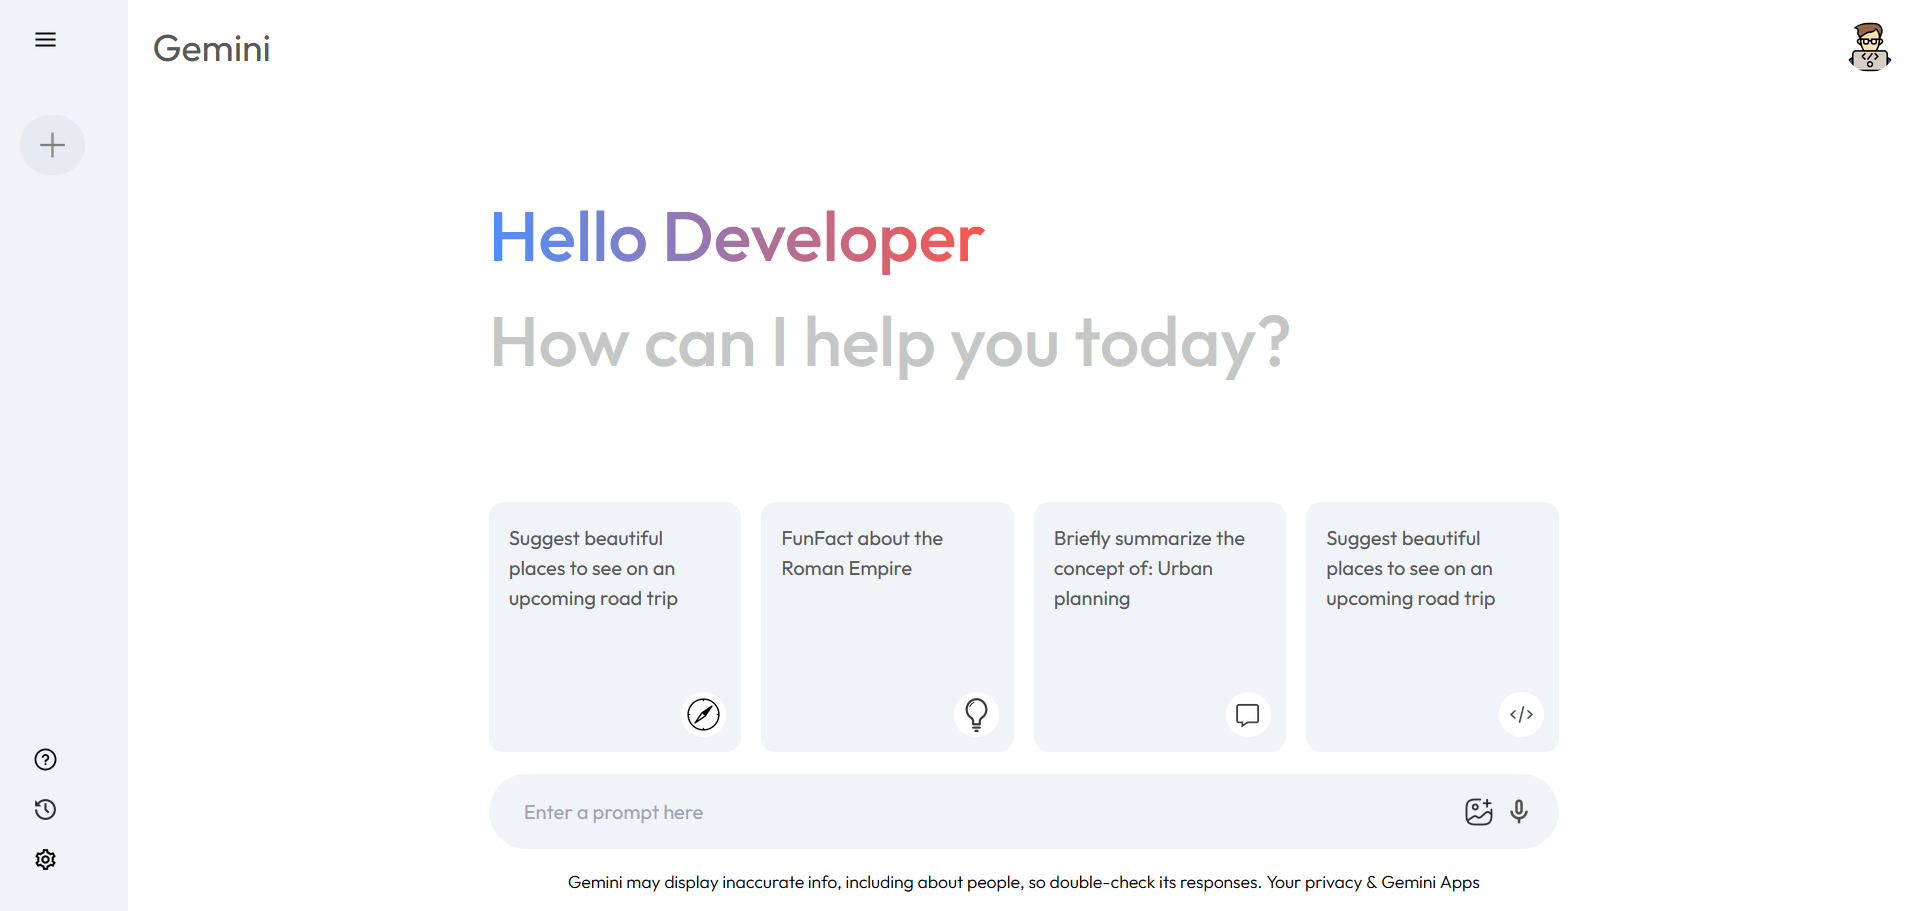 Gemini
Hello Developer
How can I help you today?
Suggest beautiful
places to see on an
upcoming road trip
FunFact about the
Roman Empire
Briefly summarize the
concept of: Urban
planning
Suggest beautiful
places to see on an
upcoming road trip
Enter a prompt here
Gemini may display inaccurate info, including about people, so double-check its responses. Your privacy & Gemini Apps